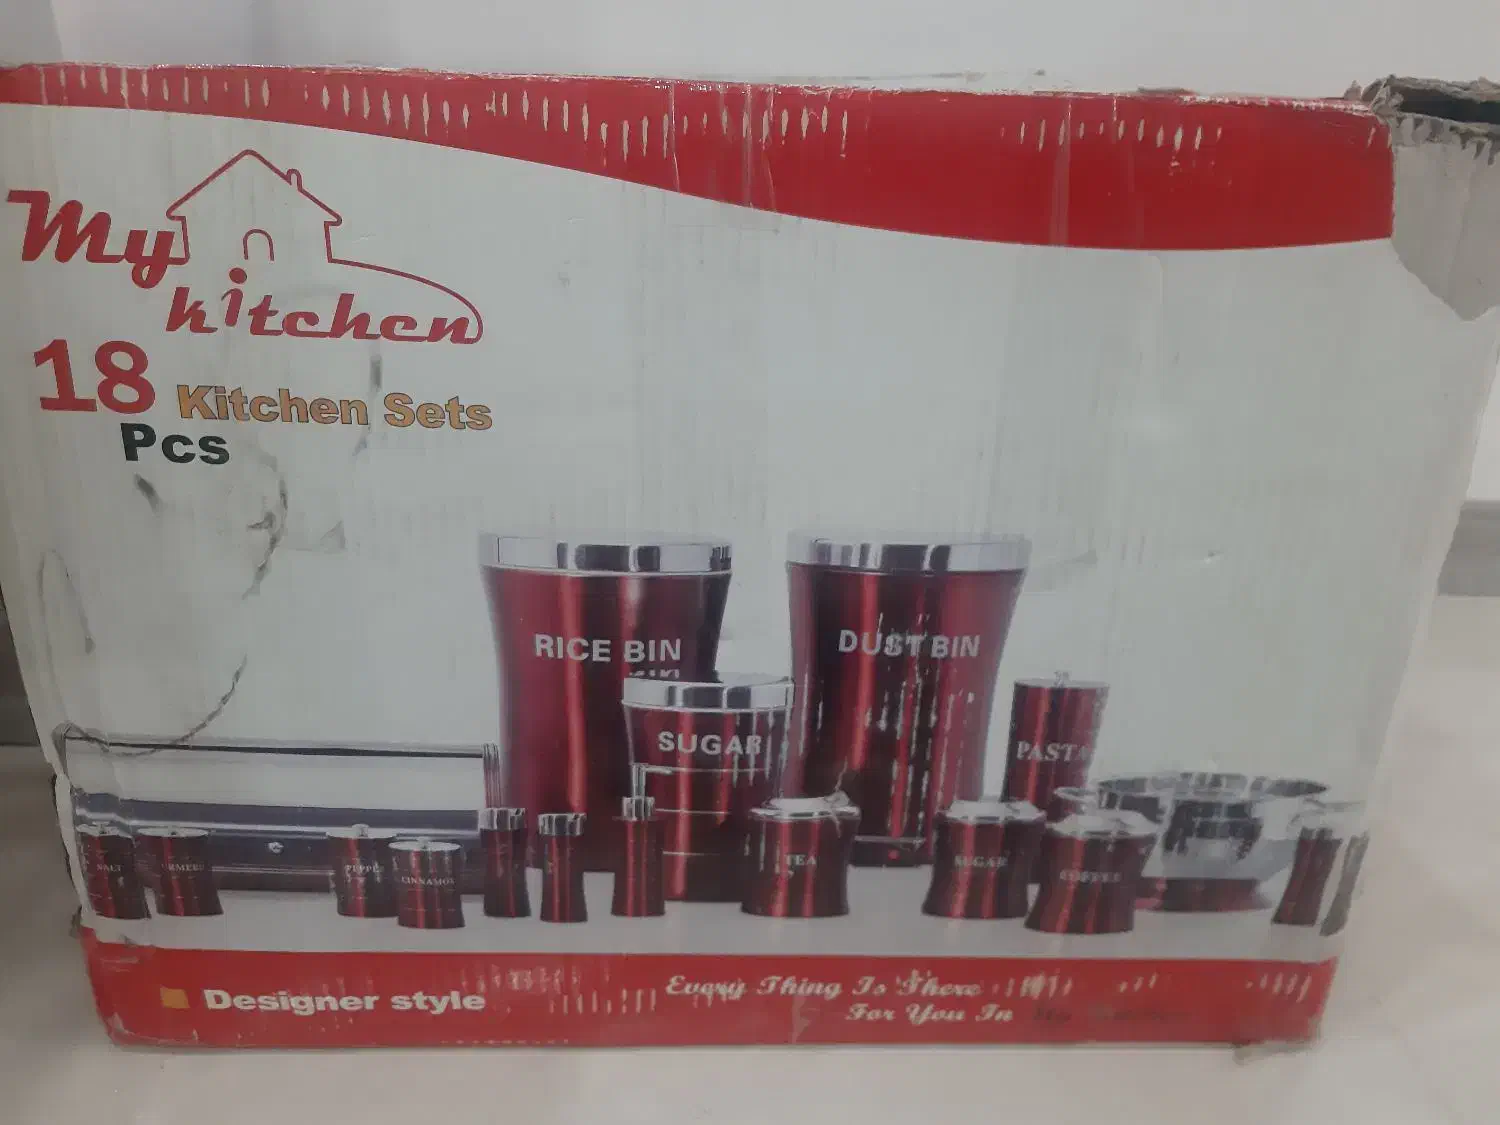 My
kitchen
18 Kitchen Sets
Pcs
RICE BIN
DUST BIN
SUGAR
PASTA
SALT
PEPPER
CINNAMON
TEA
SUGAR
COFFEE
Designer style
Every Thing Is There
For You In